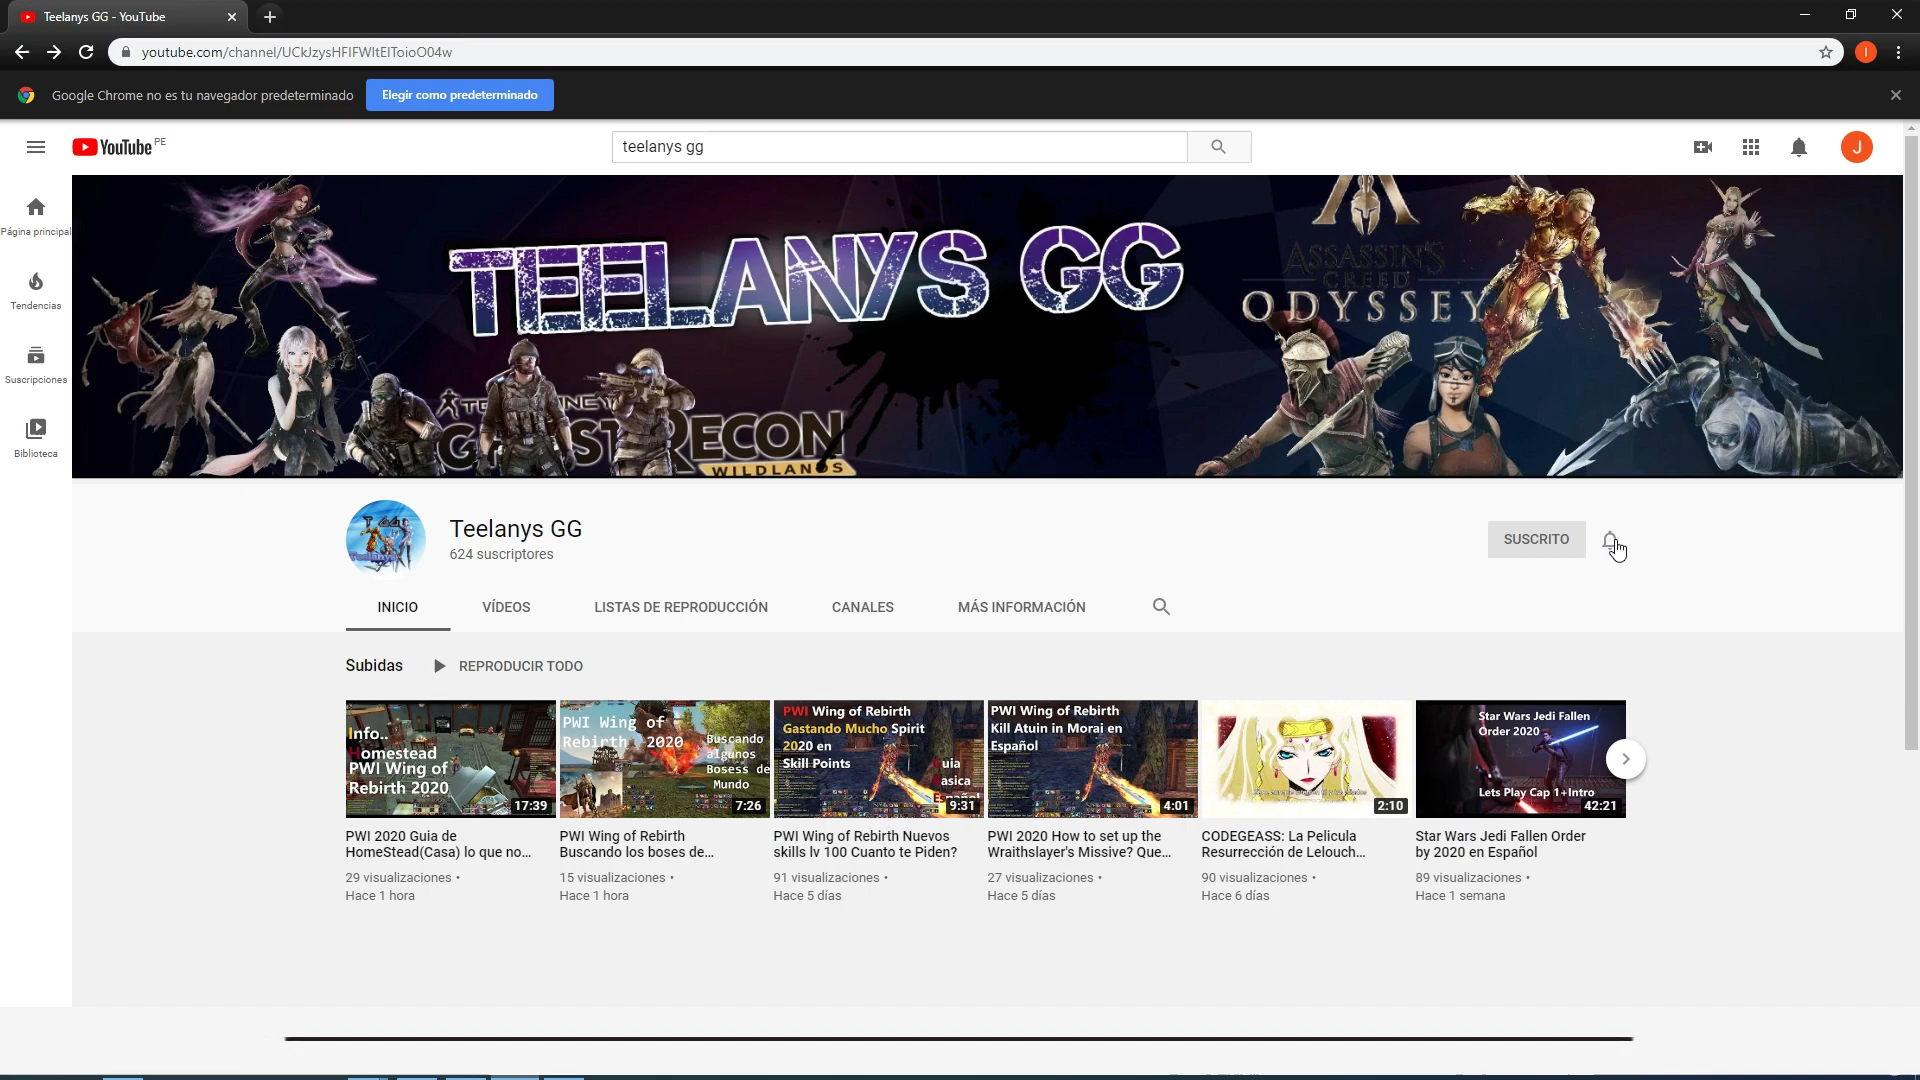 Teelanys GG - YouTube
youtube.com/channel/UCkJzysHFIFWItEIToioO04w
Google Chrome no es tu navegador predeterminado
Elegir como predeterminado
YouTube PE
teelanys gg
J
Página principal
Tendencias
Suscripciones
Biblioteca
TEELANYS GG
ASSASSIN'S
CREED
ODYSSEY
GHOST RECON
WILDLANDS
Teelanys GG
624 suscriptores
SUSCRITO
INICIO
VÍDEOS
LISTAS DE REPRODUCCIÓN
CANALES
MÁS INFORMACIÓN
Subidas
REPRODUCIR TODO
Info..
Homestead
PWI Wing of
Rebirth 2020
17:39
PWI 2020 Guia de
HomeStead(Casa) lo que no...
29 visualizaciones •
Hace 1 hora
PWI Wing of
Rebirth 2020
Buscando
algunos
Bosess de
Mundo
7:26
PWI Wing of Rebirth
Buscando los boses de...
15 visualizaciones •
Hace 1 hora
PWI Wing of Rebirth
Gastando Mucho Spirit
2020 en
Skill Points
uia
asica
9:31
PWI Wing of Rebirth Nuevos
skills lv 100 Cuanto te Piden?
91 visualizaciones •
Hace 5 días
PWI Wing of Rebirth
Kill Atuin in Morai en
Español
4:01
PWI 2020 How to set up the
Wraithslayer's Missive? Que...
27 visualizaciones •
Hace 5 días
2:10
CODEGEASS: La Pelicula
Resurrección de Lelouch...
90 visualizaciones •
Hace 6 días
Star Wars Jedi Fallen
Order 2020
Lets Play Cap 1+Intro
42:21
Star Wars Jedi Fallen Order
by 2020 en Español
89 visualizaciones •
Hace 1 semana